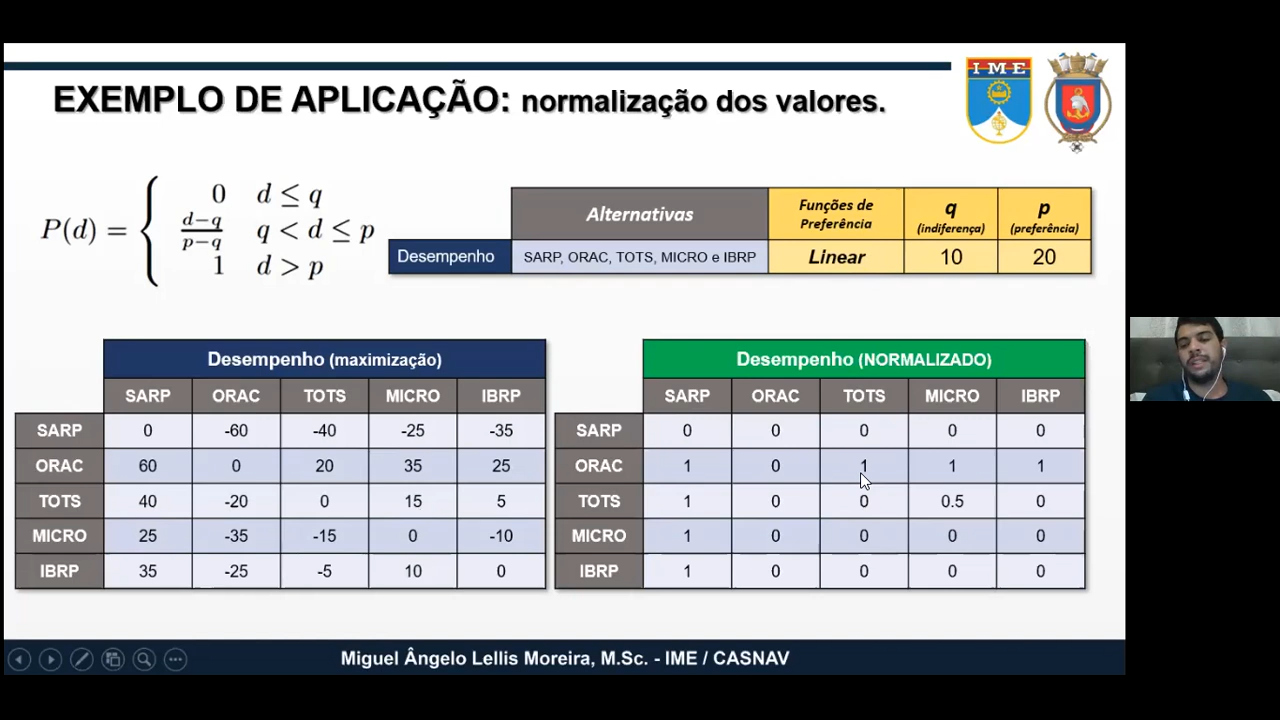 IME
EXEMPLO DE APLICAÇÃO: normalização dos valores.
P(d) = { 0 d ≤ q
d−q/p−q q < d ≤ p
1 d > p
Alternativas Funções de Preferência q (indiferença) p (preferência)
Desempenho SARP, ORAC, TOTS, MICRO e IBRP Linear 10 20
Desempenho (maximização)
SARP ORAC TOTS MICRO IBRP
SARP 0 -60 -40 -25 -35
ORAC 60 0 20 35 25
TOTS 40 -20 0 15 5
MICRO 25 -35 -15 0 -10
IBRP 35 -25 -5 10 0
Desempenho (NORMALIZADO)
SARP ORAC TOTS MICRO IBRP
SARP 0 0 0 0 0
ORAC 1 0 1 1 1
TOTS 1 0 0 0.5 0
MICRO 1 0 0 0 0
IBRP 1 0 0 0 0
Miguel Ângelo Lellis Moreira, M.Sc. - IME / CASNAV